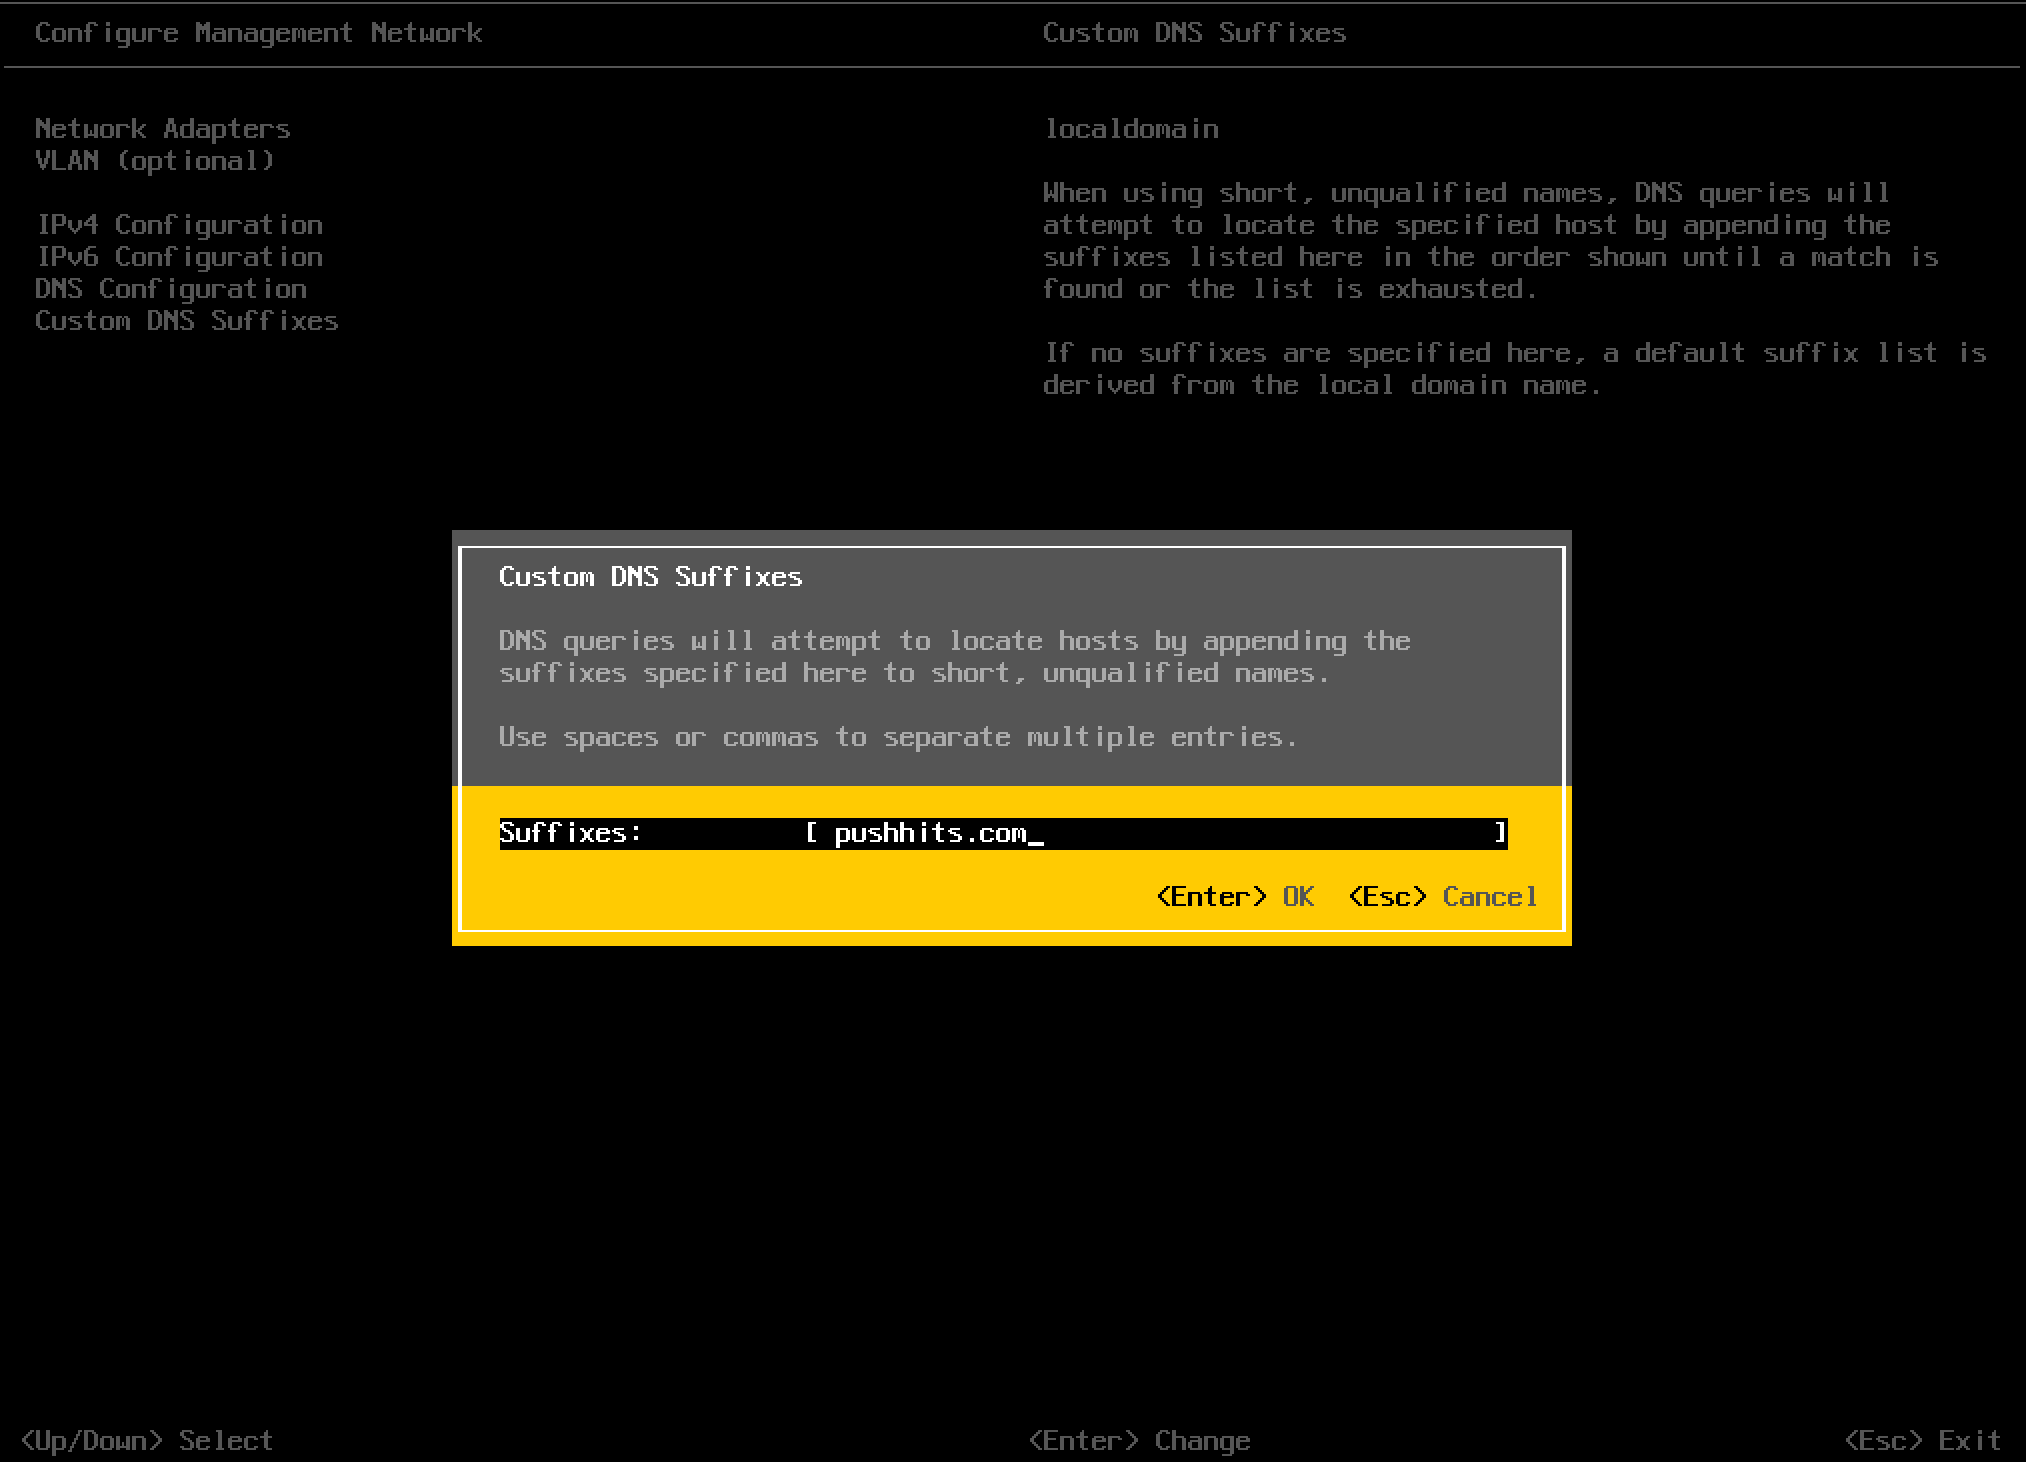 Configure Management Network
Custom DNS Suffixes
Network Adapters
VLAN (optional)
IPv4 Configuration
IPv6 Configuration
DNS Configuration
Custom DNS Suffixes
localdomain
When using short, unqualified names, DNS queries will
attempt to locate the specified host by appending the
suffixes listed here in the order shown until a match is
found or the list is exhausted.
If no suffixes are specified here, a default suffix list is
derived from the local domain name.
Custom DNS Suffixes
DNS queries will attempt to locate hosts by appending the
suffixes specified here to short, unqualified names.
Use spaces or commas to separate multiple entries.
Suffixes: [ pushhits.com_ ]
<Enter> OK <Esc> Cancel
<Up/Down> Select <Enter> Change <Esc> Exit